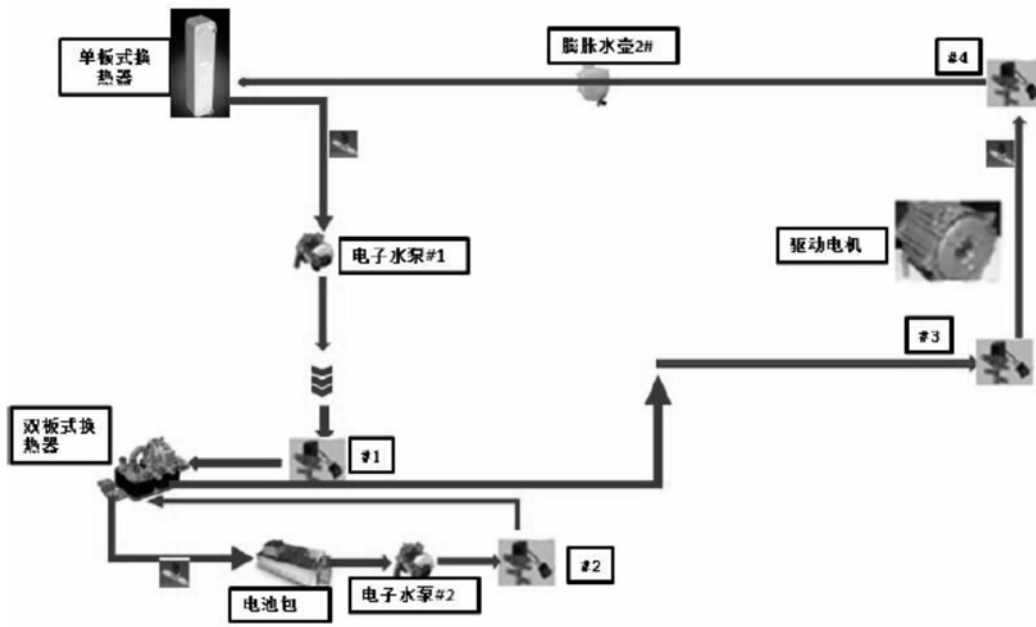 单板式换
热器
膨胀水壶2#
#4
电子水泵#1
驱动电机
#3
双板式换
热器
#1
#2
电池包
电子水泵#2